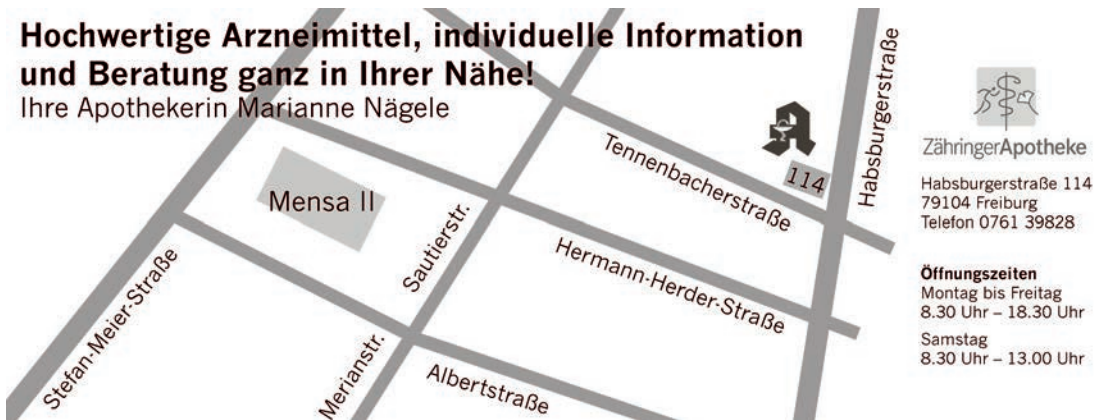 Hochwertige Arzneimittel, individuelle Information
und Beratung ganz in Ihrer Nähe!
Ihre Apothekerin Marianne Nägele
Habsburgerstraße
Tennenbacherstraße
114
Mensa II
Sautierstr.
Hermann-Herder-Straße
Stefan-Meier-Straße
Merianstr.
Albertstraße
ZähringerApotheke
Habsburgerstraße 114
79104 Freiburg
Telefon 0761 39828
Öffnungszeiten
Montag bis Freitag
8.30 Uhr – 18.30 Uhr
Samstag
8.30 Uhr – 13.00 Uhr